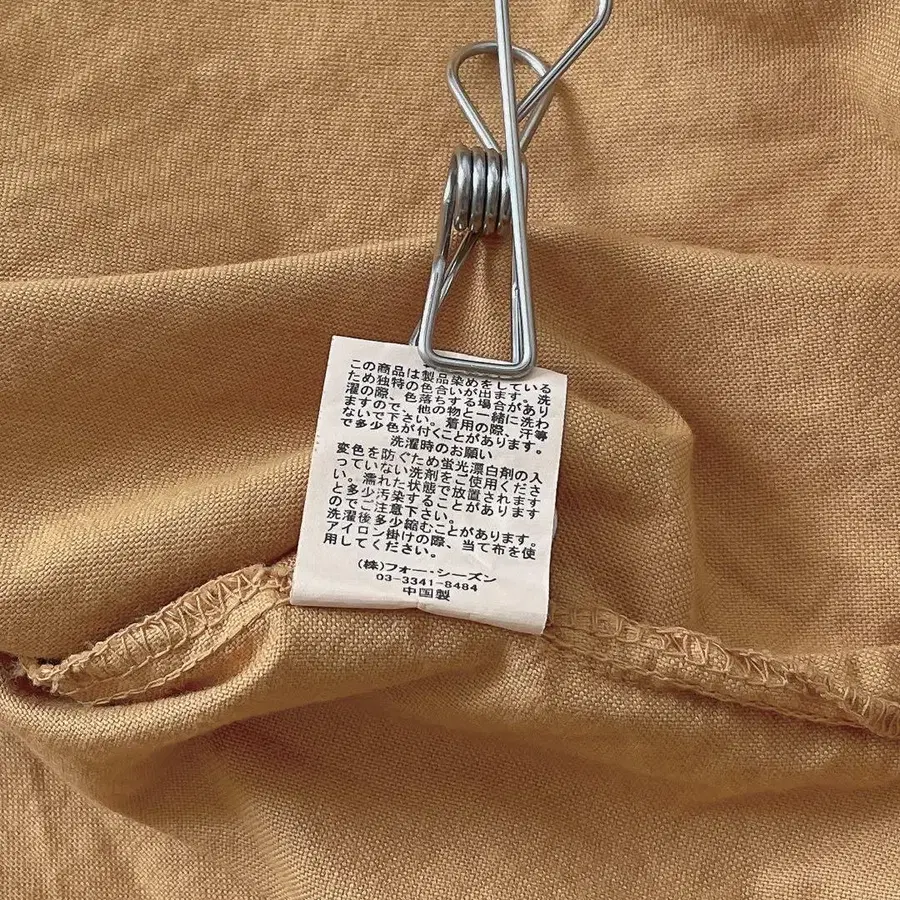 この商品は製品染めをしている
ため独特の色合いが出ます。洗
濯の際、色落ちする場合があり
ますので、他の物と一緒に洗わ
ないで下さい。着用の際、汗等
で多少色が付くことがあります。
洗濯時のお願い
変色を防ぐため蛍光漂白剤の入
っていない洗剤をご使用くださ
い。濡れた状態で放置されます
と多少汚染することがあります
のでご注意下さい。
洗濯後多少縮むことがあります。
アイロン掛けの際、当て布を使
用してください。
(株)フォー・シーズン
03-3341-8484
中国製